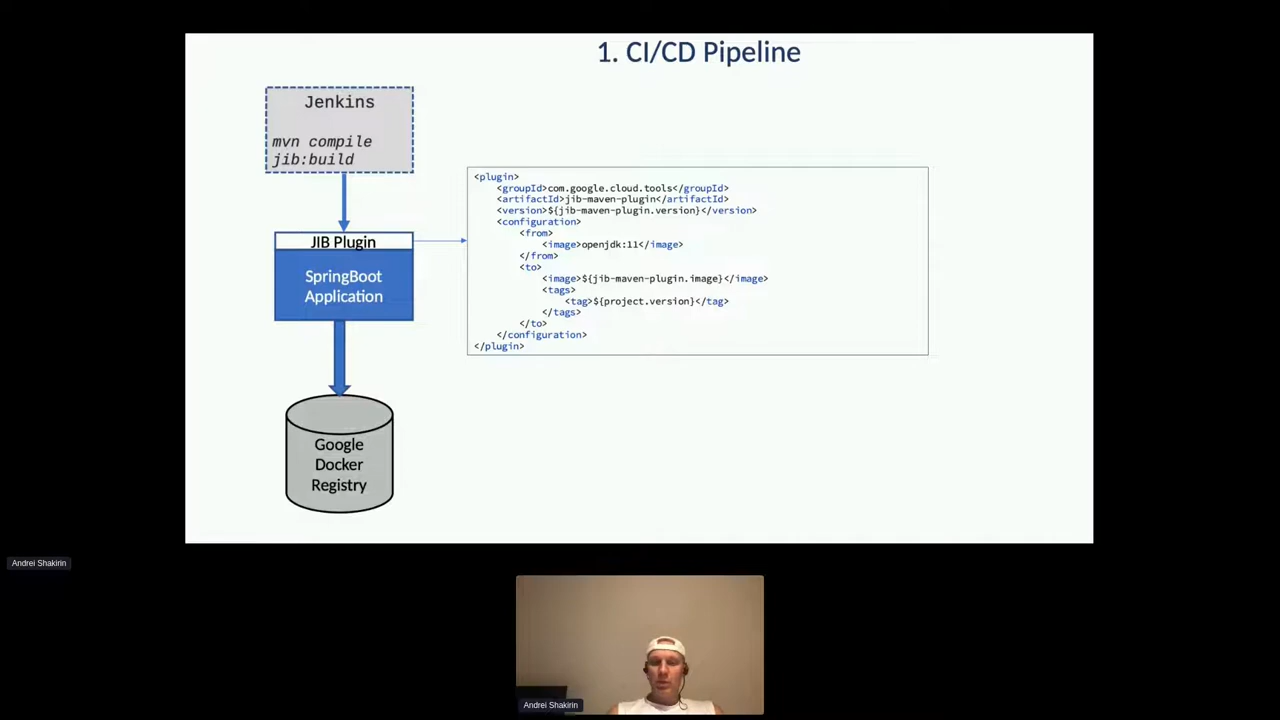 1. CI/CD Pipeline
Jenkins
mvn compile
jib:build
JIB Plugin
SpringBoot
Application
Google
Docker
Registry
<plugin>
<groupId>com.google.cloud.tools</groupId>
<artifactId>jib-maven-plugin</artifactId>
<version>${jib-maven-plugin.version}</version>
<configuration>
<from>
<image>openjdk:11</image>
</from>
<to>
<image>${jib-maven-plugin.image}</image>
<tags>
<tag>${project.version}</tag>
</tags>
</to>
</configuration>
</plugin>
Andrei Shakirin
Andrei Shakirin